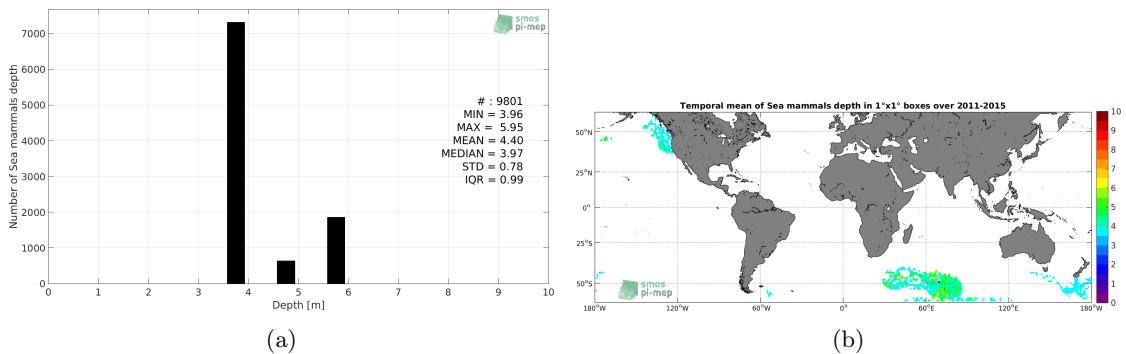 smos
pi-mep
Number of Sea mammals depth
7000
6000
5000
4000
3000
2000
1000
0
# : 9801
MIN = 3.96
MAX = 5.95
MEAN = 4.40
MEDIAN = 3.97
STD = 0.78
IQR = 0.99
0 1 2 3 4 5 6 7 8 9 10
Depth [m]
(a)
Temporal mean of Sea mammals depth in 1°x1° boxes over 2011-2015
50°N
25°N
0°
25°S
50°S
smos
pi-mep
180°W 120°W 60°W 0° 60°E 120°E 180°W
10
9
8
7
6
5
4
3
2
1
0
(b)